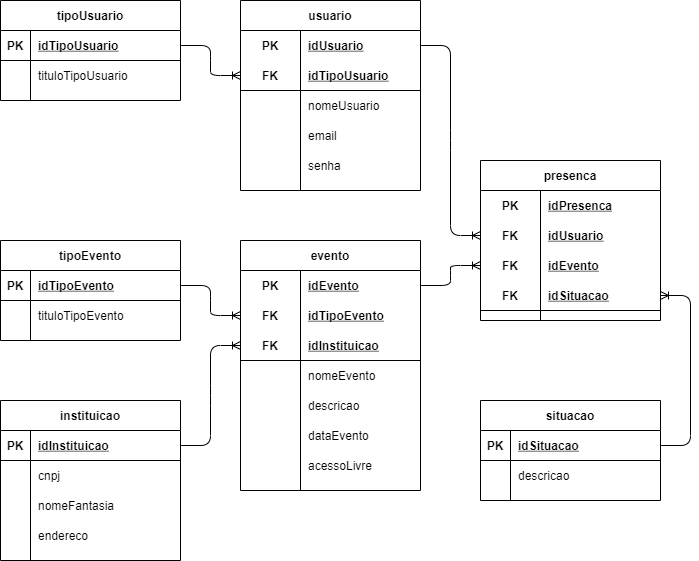 tipoUsuario
PK idTipoUsuario
tituloTipoUsuario
usuario
PK idUsuario
FK idTipoUsuario
nomeUsuario
email
senha
presenca
PK idPresenca
FK idUsuario
FK idEvento
FK idSituacao
tipoEvento
PK idTipoEvento
tituloTipoEvento
evento
PK idEvento
FK idTipoEvento
FK idInstituicao
nomeEvento
descricao
dataEvento
acessoLivre
instituicao
PK idInstituicao
cnpj
nomeFantasia
endereco
situacao
PK idSituacao
descricao